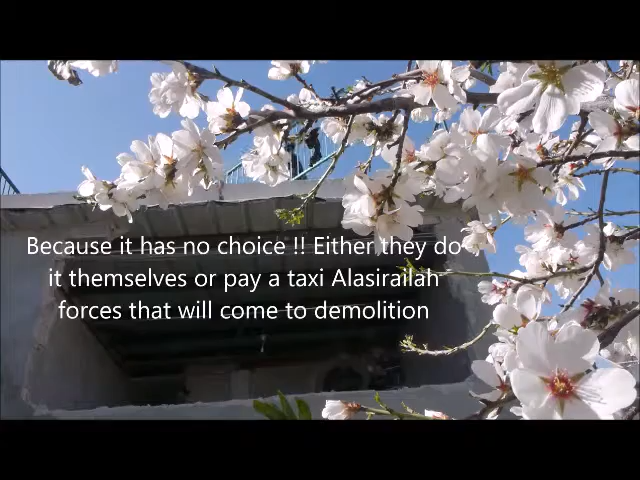 Because it has no choice !! Either they do
it themselves or pay a taxi Alasirailah
forces that will come to demolition